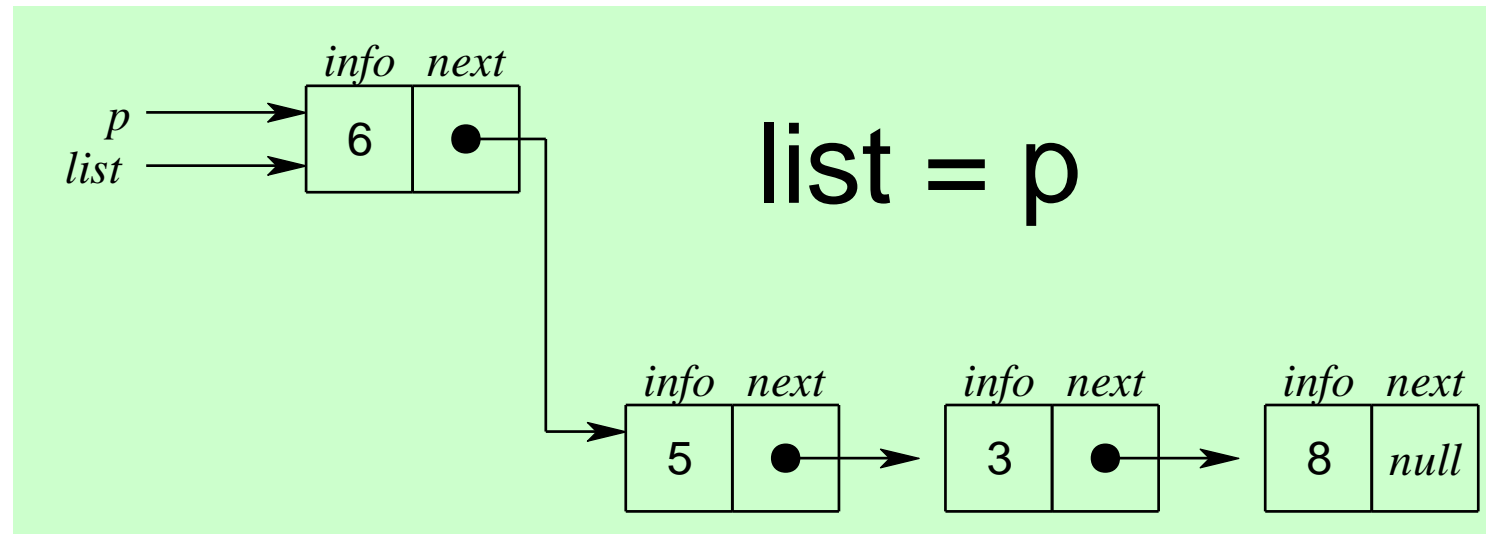 info next
p
list
6
list = p
info next
info next
info next
5
3
8 null